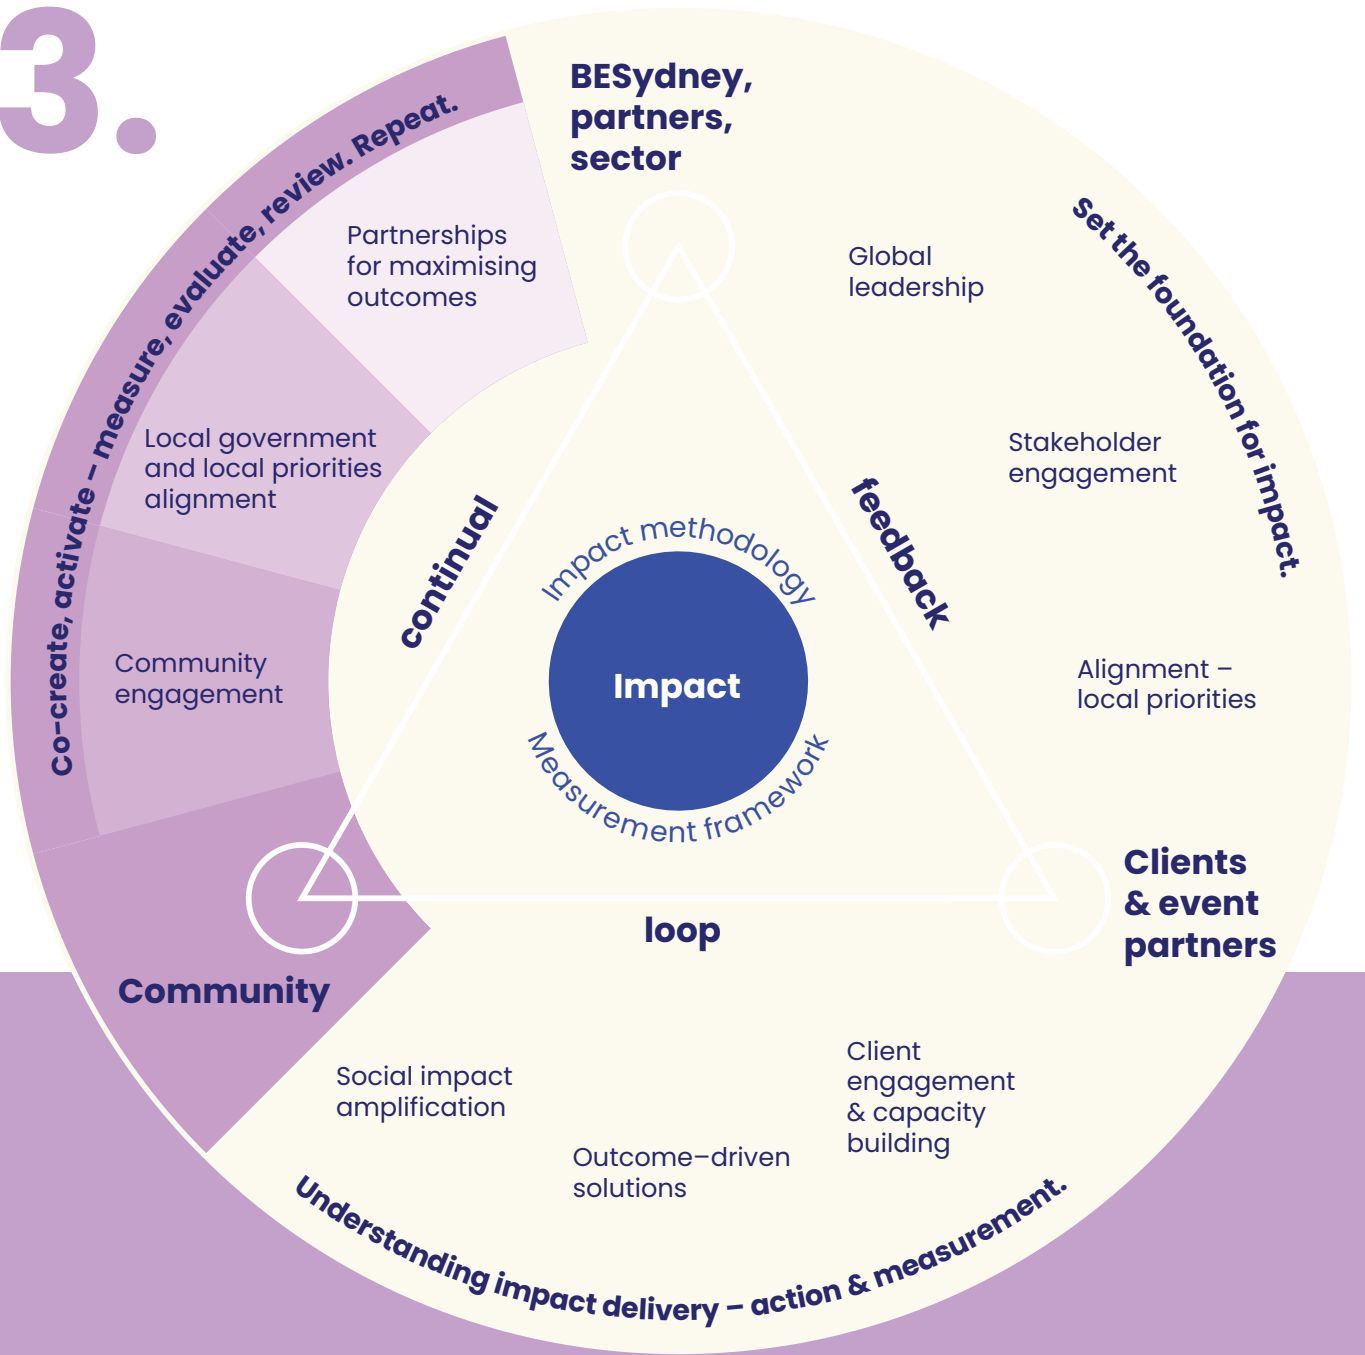 3.
BESydney,
partners,
sector
Co-create, activate – measure, evaluate, review. Repeat.
Partnerships
for maximising
outcomes
Global
leadership
Set the foundation for impact.
Local government
and local priorities
alignment
Stakeholder
engagement
continual
feedback
Impact methodology
Impact
Measurement framework
Community
engagement
Alignment –
local priorities
Clients
& event
partners
loop
Community
Social impact
amplification
Outcome–driven
solutions
Client
engagement
& capacity
building
Understanding impact delivery – action & measurement.